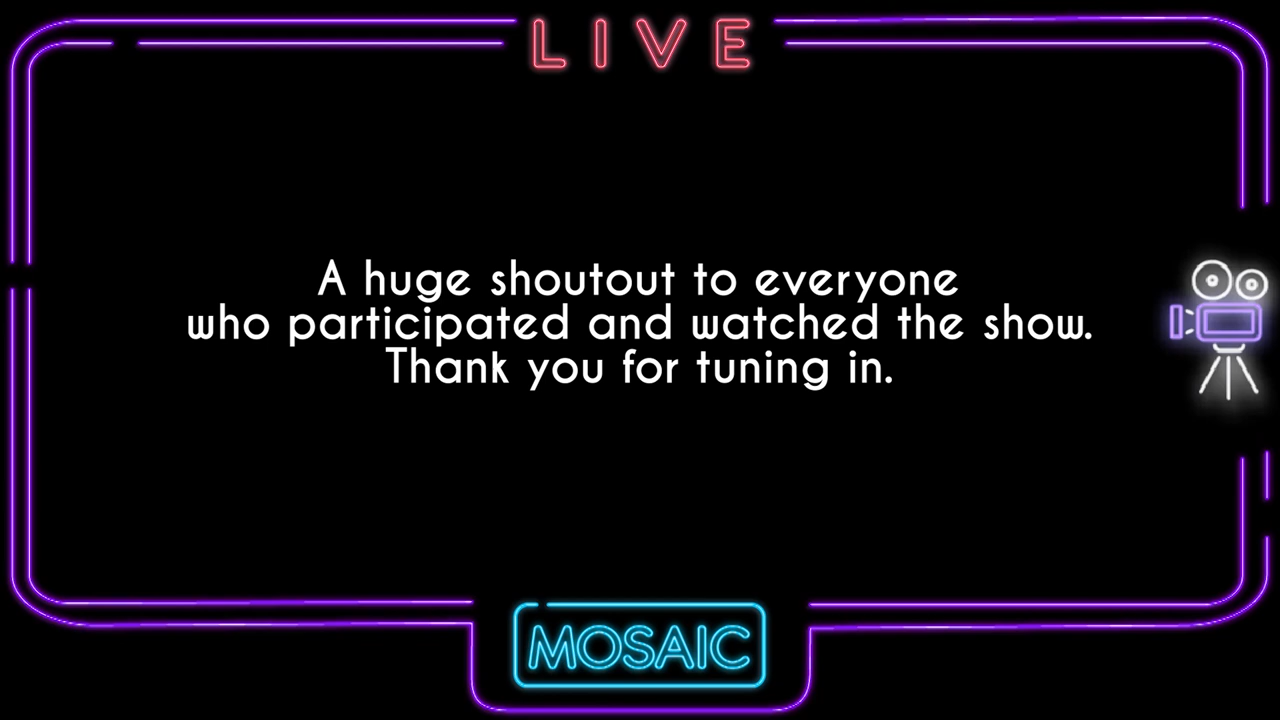 LIVE
A huge shoutout to everyone
who participated and watched the show.
Thank you for tuning in.
MOSAIC